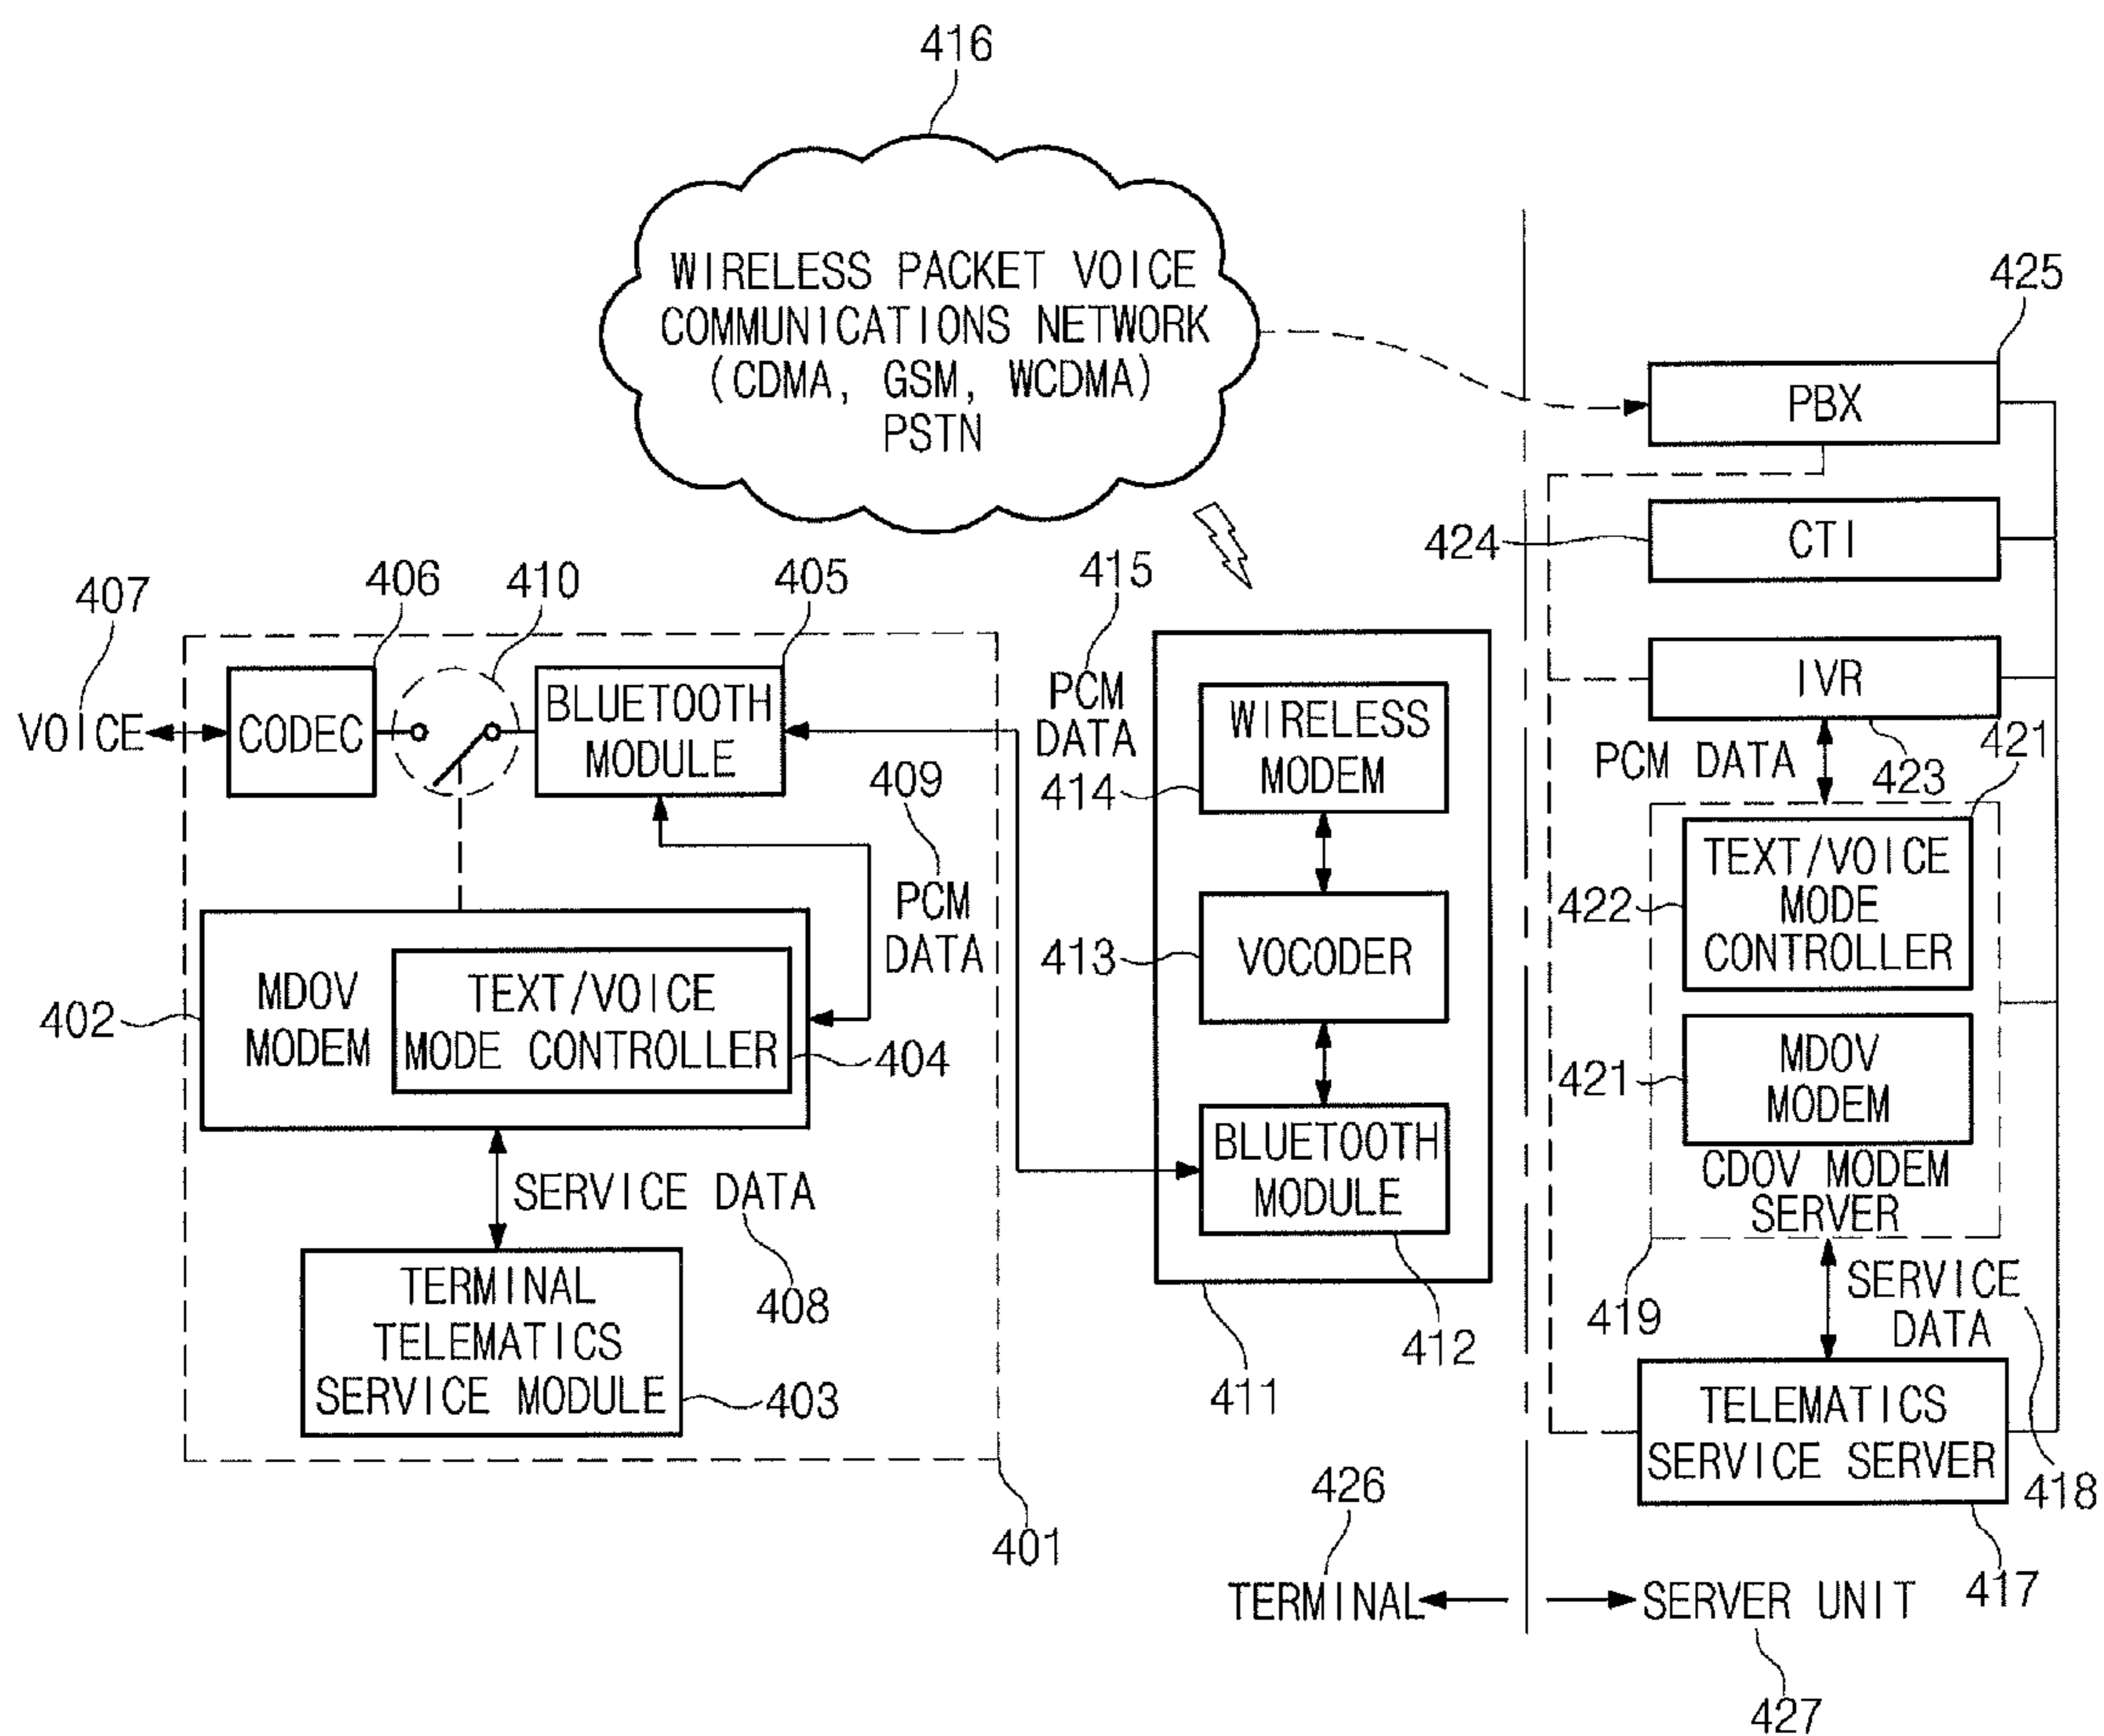 416
WIRELESS PACKET VOICE
COMMUNICATIONS NETWORK
(CDMA, GSM, WCDMA)
PSTN
407
406
410
405
VOICE
CODEC
BLUETOOTH
MODULE
409
PCM
DATA
402
MDOV
MODEM
TEXT/VOICE
MODE CONTROLLER
404
SERVICE DATA
408
TERMINAL
TELEMATICS
SERVICE MODULE
403
401
415
PCM
DATA
414
WIRELESS
MODEM
413
VOCODER
BLUETOOTH
MODULE
412
411
425
PBX
424
CTI
IVR
423
421
PCM DATA
422
TEXT/VOICE
MODE
CONTROLLER
421
MDOV
MODEM
CDOV MODEM
SERVER
419
SERVICE
DATA
418
TELEMATICS
SERVICE SERVER
417
426
TERMINAL
SERVER UNIT
427